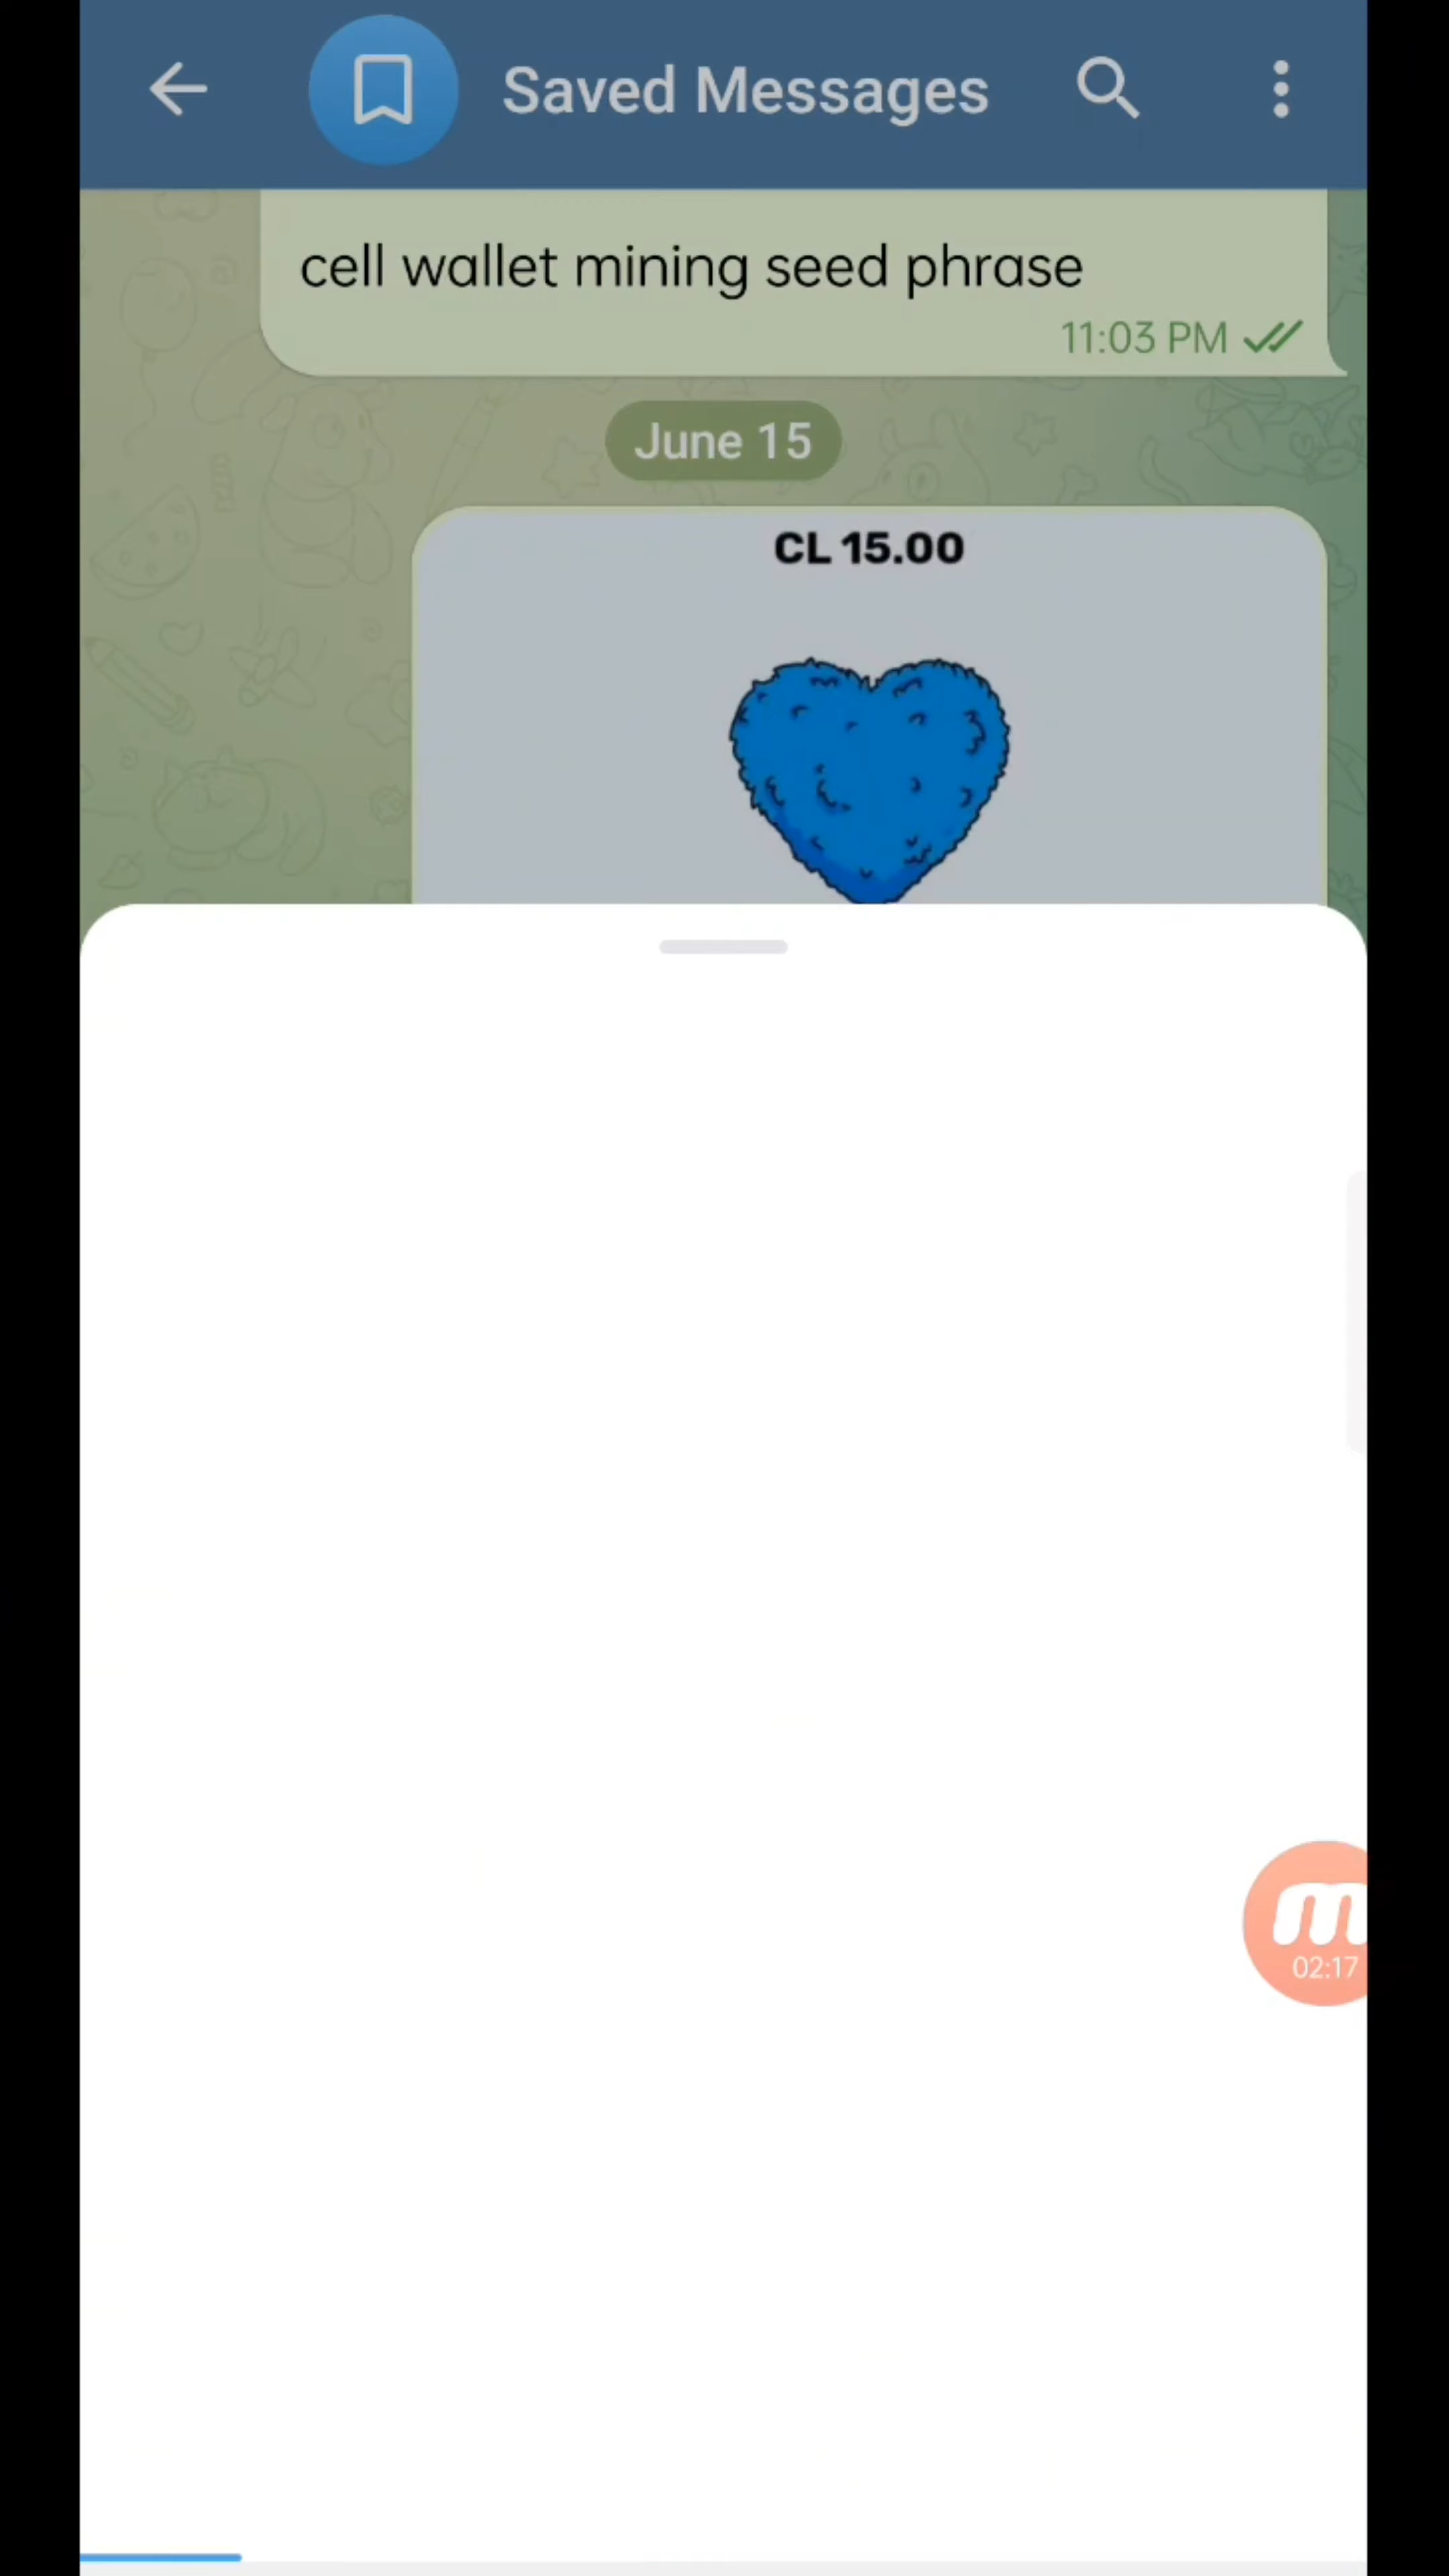 Saved Messages
cell wallet mining seed phrase
11:03 PM
June 15
CL 15.00
m
02:17